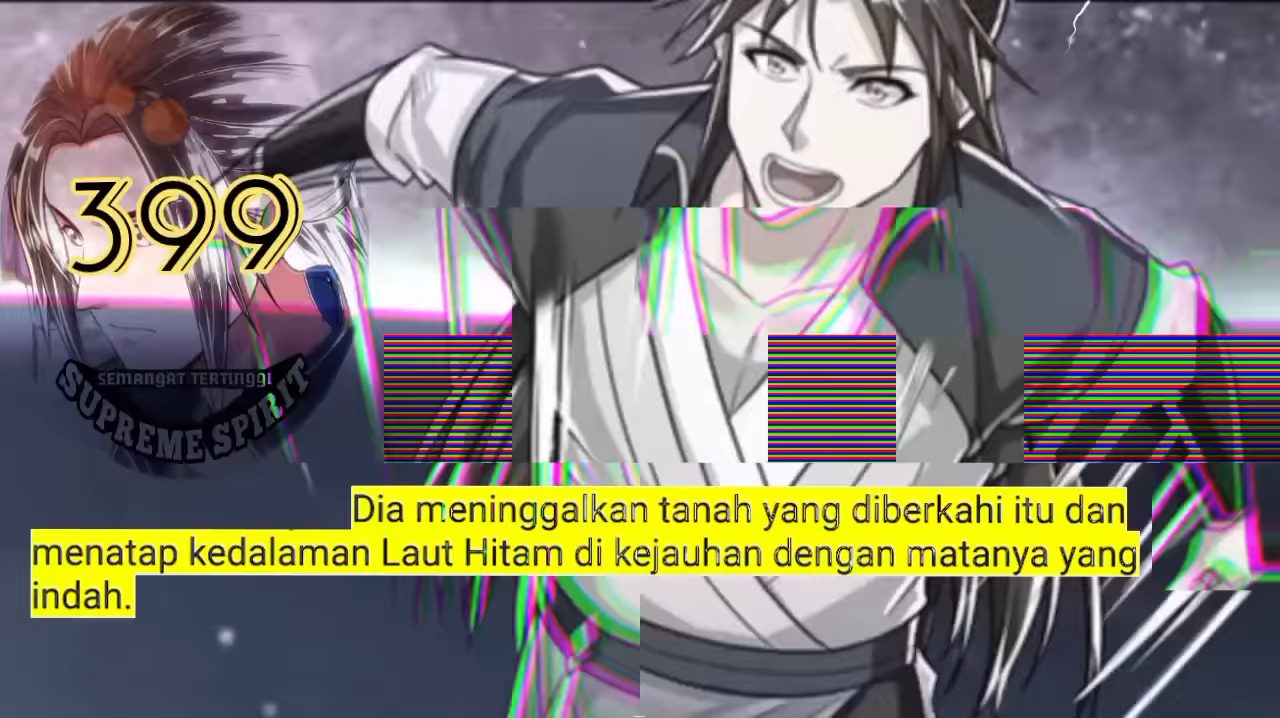 399
SEMANGAT TERTINGGI
SUPREME SPIRIT
Dia meninggalkan tanah yang diberkahi itu dan
menatap kedalaman Laut Hitam di kejauhan dengan matanya yang
indah.